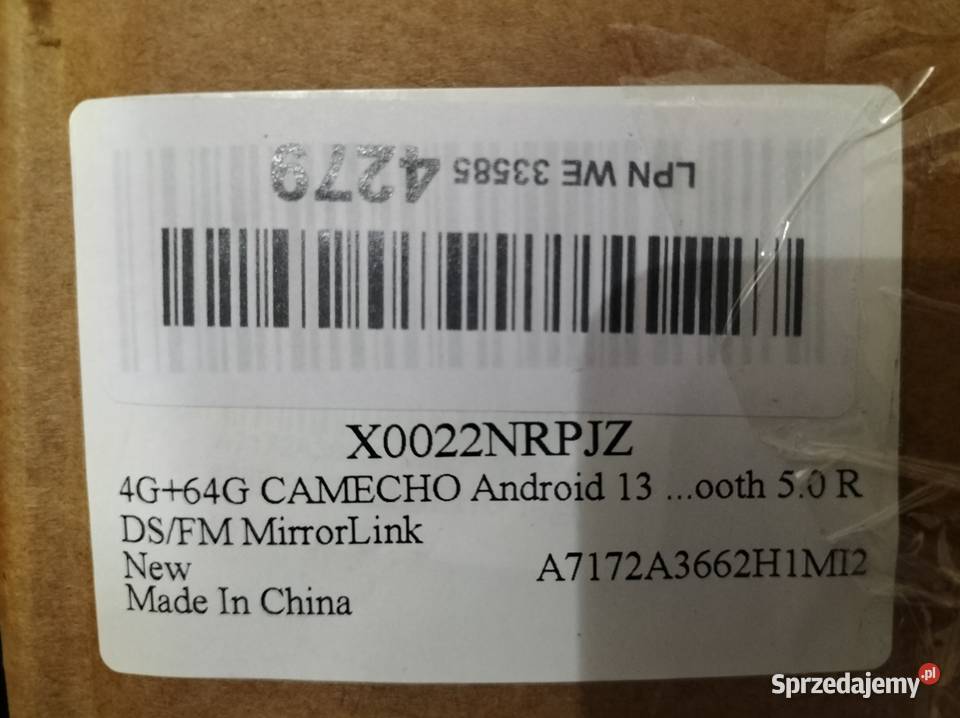 LPN WE 33585 4279
X0022NRPJZ
4G+64G CAMECHO Android 13 ...ooth 5.0 R
DS/FM MirrorLink
New A7172A3662H1MI2
Made In China
Sprzedajemy.pl